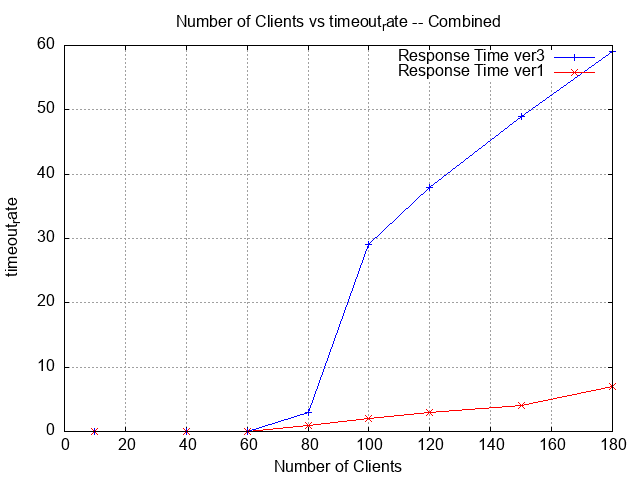 Number of Clients vs timeout_rate -- Combined
Response Time ver3
Response Time ver1
timeout_rate
60
50
40
30
20
10
0
0 20 40 60 80 100 120 140 160 180
Number of Clients